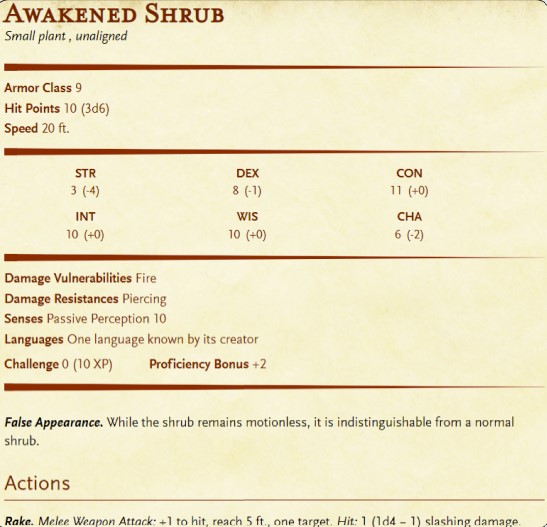 Awakened Shrub
Small plant , unaligned
Armor Class 9
Hit Points 10 (3d6)
Speed 20 ft.
STR DEX CON
3 (-4) 8 (-1) 11 (+0)
INT WIS CHA
10 (+0) 10 (+0) 6 (-2)
Damage Vulnerabilities Fire
Damage Resistances Piercing
Senses Passive Perception 10
Languages One language known by its creator
Challenge 0 (10 XP) Proficiency Bonus +2
False Appearance. While the shrub remains motionless, it is indistinguishable from a normal
shrub.
Actions
Rake. Melee Weapon Attack: +1 to hit, reach 5 ft., one target. Hit: 1 (1d4 – 1) slashing damage.